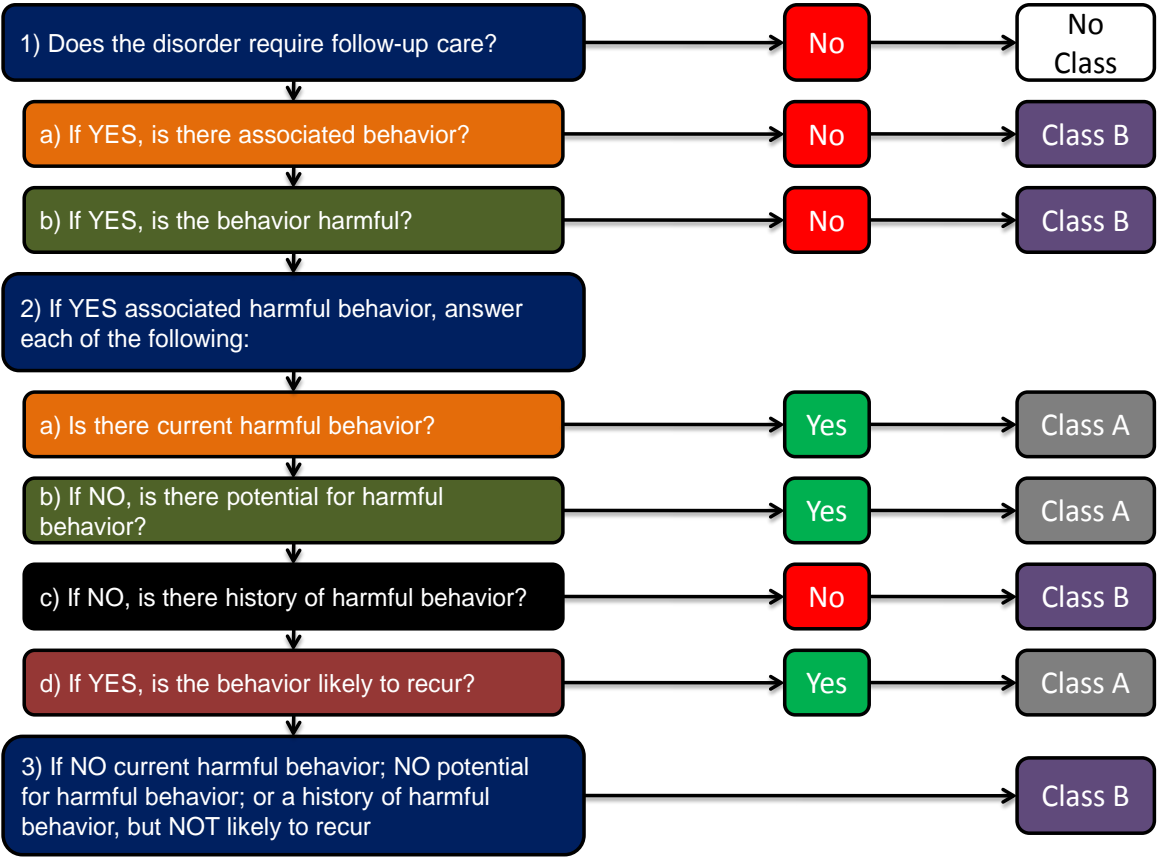 1) Does the disorder require follow-up care?
No
No
Class
a) If YES, is there associated behavior?
No
Class B
b) If YES, is the behavior harmful?
No
Class B
2) If YES associated harmful behavior, answer
each of the following:
a) Is there current harmful behavior?
Yes
Class A
b) If NO, is there potential for harmful
behavior?
Yes
Class A
c) If NO, is there history of harmful behavior?
No
Class B
d) If YES, is the behavior likely to recur?
Yes
Class A
3) If NO current harmful behavior; NO potential
for harmful behavior; or a history of harmful
behavior, but NOT likely to recur
Class B